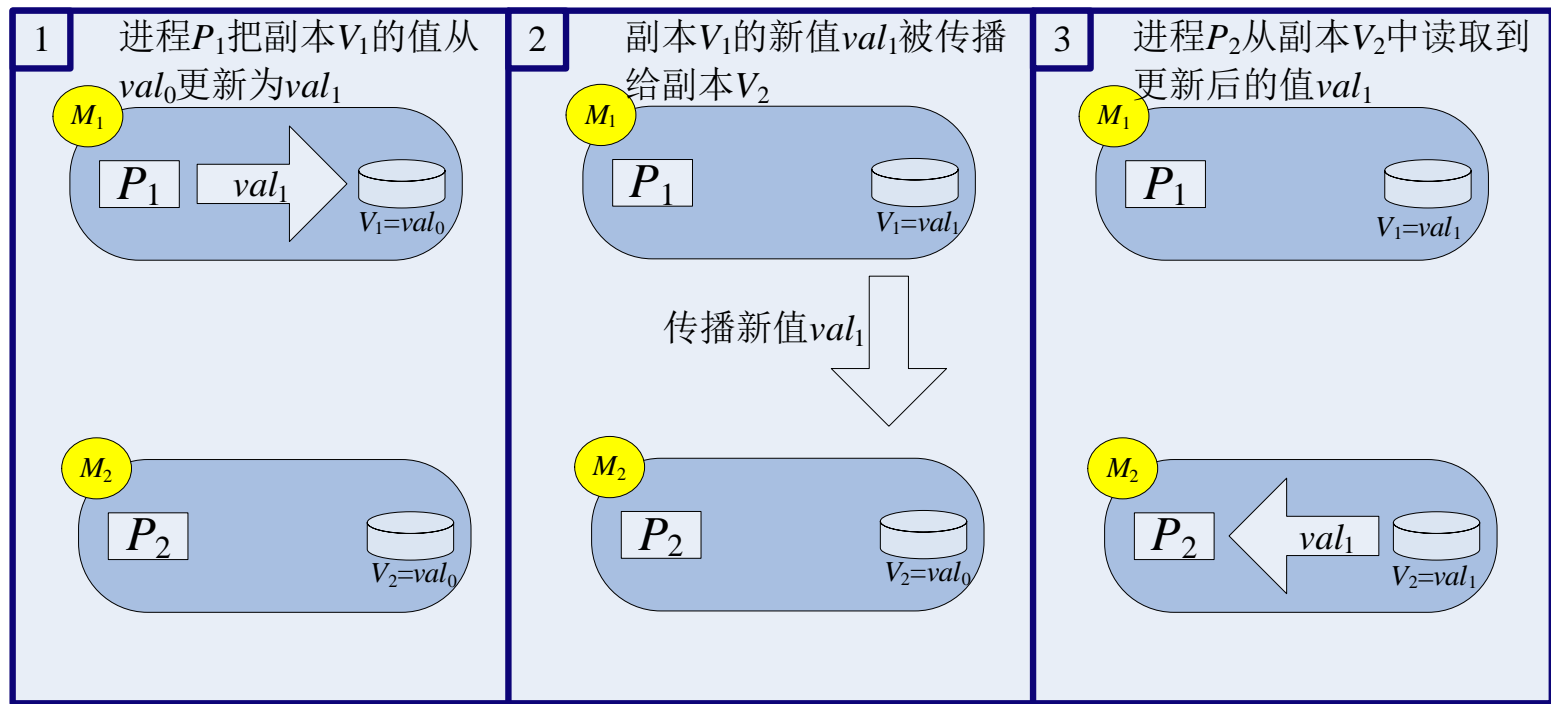 1
进程P₁把副本V₁的值从
val₀更新为val₁
M₁
P₁
val₁
V₁=val₀
M₂
P₂
V₂=val₀
2
副本V₁的新值val₁被传播
给副本V₂
M₁
P₁
V₁=val₁
传播新值val₁
M₂
P₂
V₂=val₀
3
进程P₂从副本V₂中读取到
更新后的值val₁
M₁
P₁
V₁=val₁
M₂
P₂
val₁
V₂=val₁